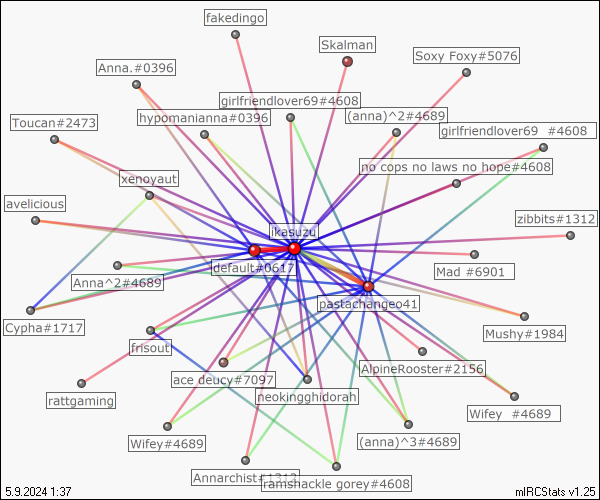 fakedingo
Skalman
Soxy Foxy#5076
Anna.#0396
girlfriendlover69#4608
hypomanianna#0396
(anna)^2#4689
Toucan#2473
girlfriendlover69 #4608
no cops no laws no hope#4608
xenoyaut
avelicious
zibbits#1312
ikasuzu
default#0617
Mad #6901
Anna^2#4689
pastachangeo41
Cypha#1717
Mushy#1984
frisout
AlpineRooster#2156
ace deucy#7097
neokingghidorah
rattgaming
Wifey #4689
Wifey#4689
(anna)^3#4689
Annarchist#1312
ramshackle gorey#4608
5.9.2024 1:37
mIRCStats v1.25